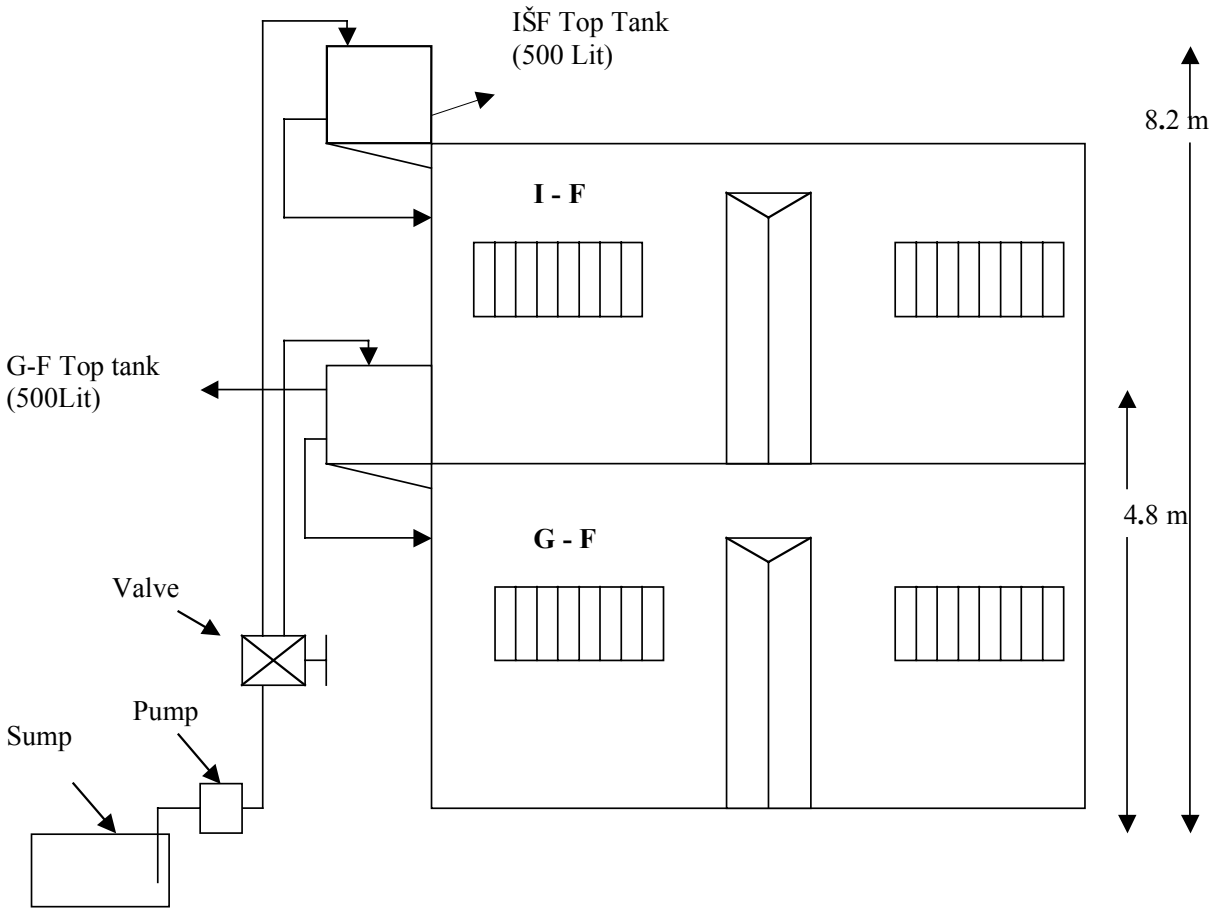 IŠF Top Tank
(500 Lit)
8.2 m
I - F
G-F Top tank
(500Lit)
4.8 m
G - F
Valve
Pump
Sump